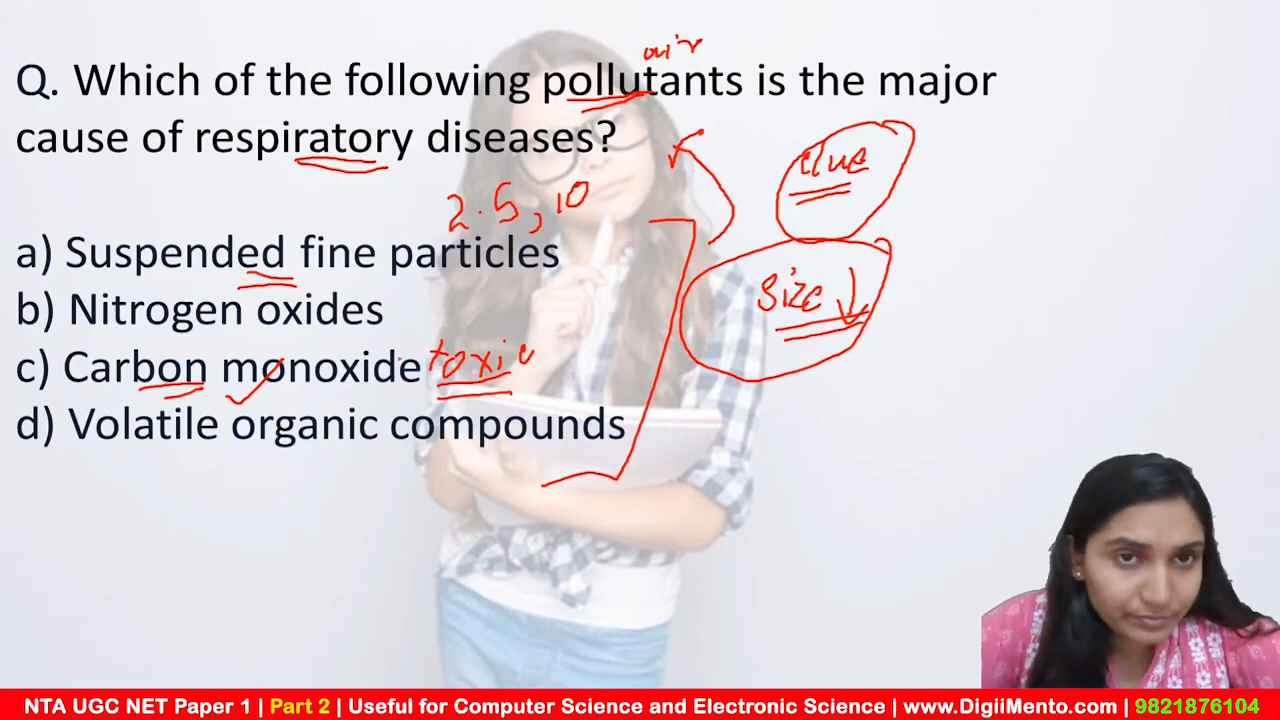 air
Q. Which of the following pollutants is the major
cause of respiratory diseases?
clue
2.5, 10
a) Suspended fine particles
size ↓
b) Nitrogen oxides
c) Carbon monoxide toxic
d) Volatile organic compounds
NTA UGC NET Paper 1 | Part 2 | Useful for Computer Science and Electronic Science | www.DigiiMento.com | 9821876104